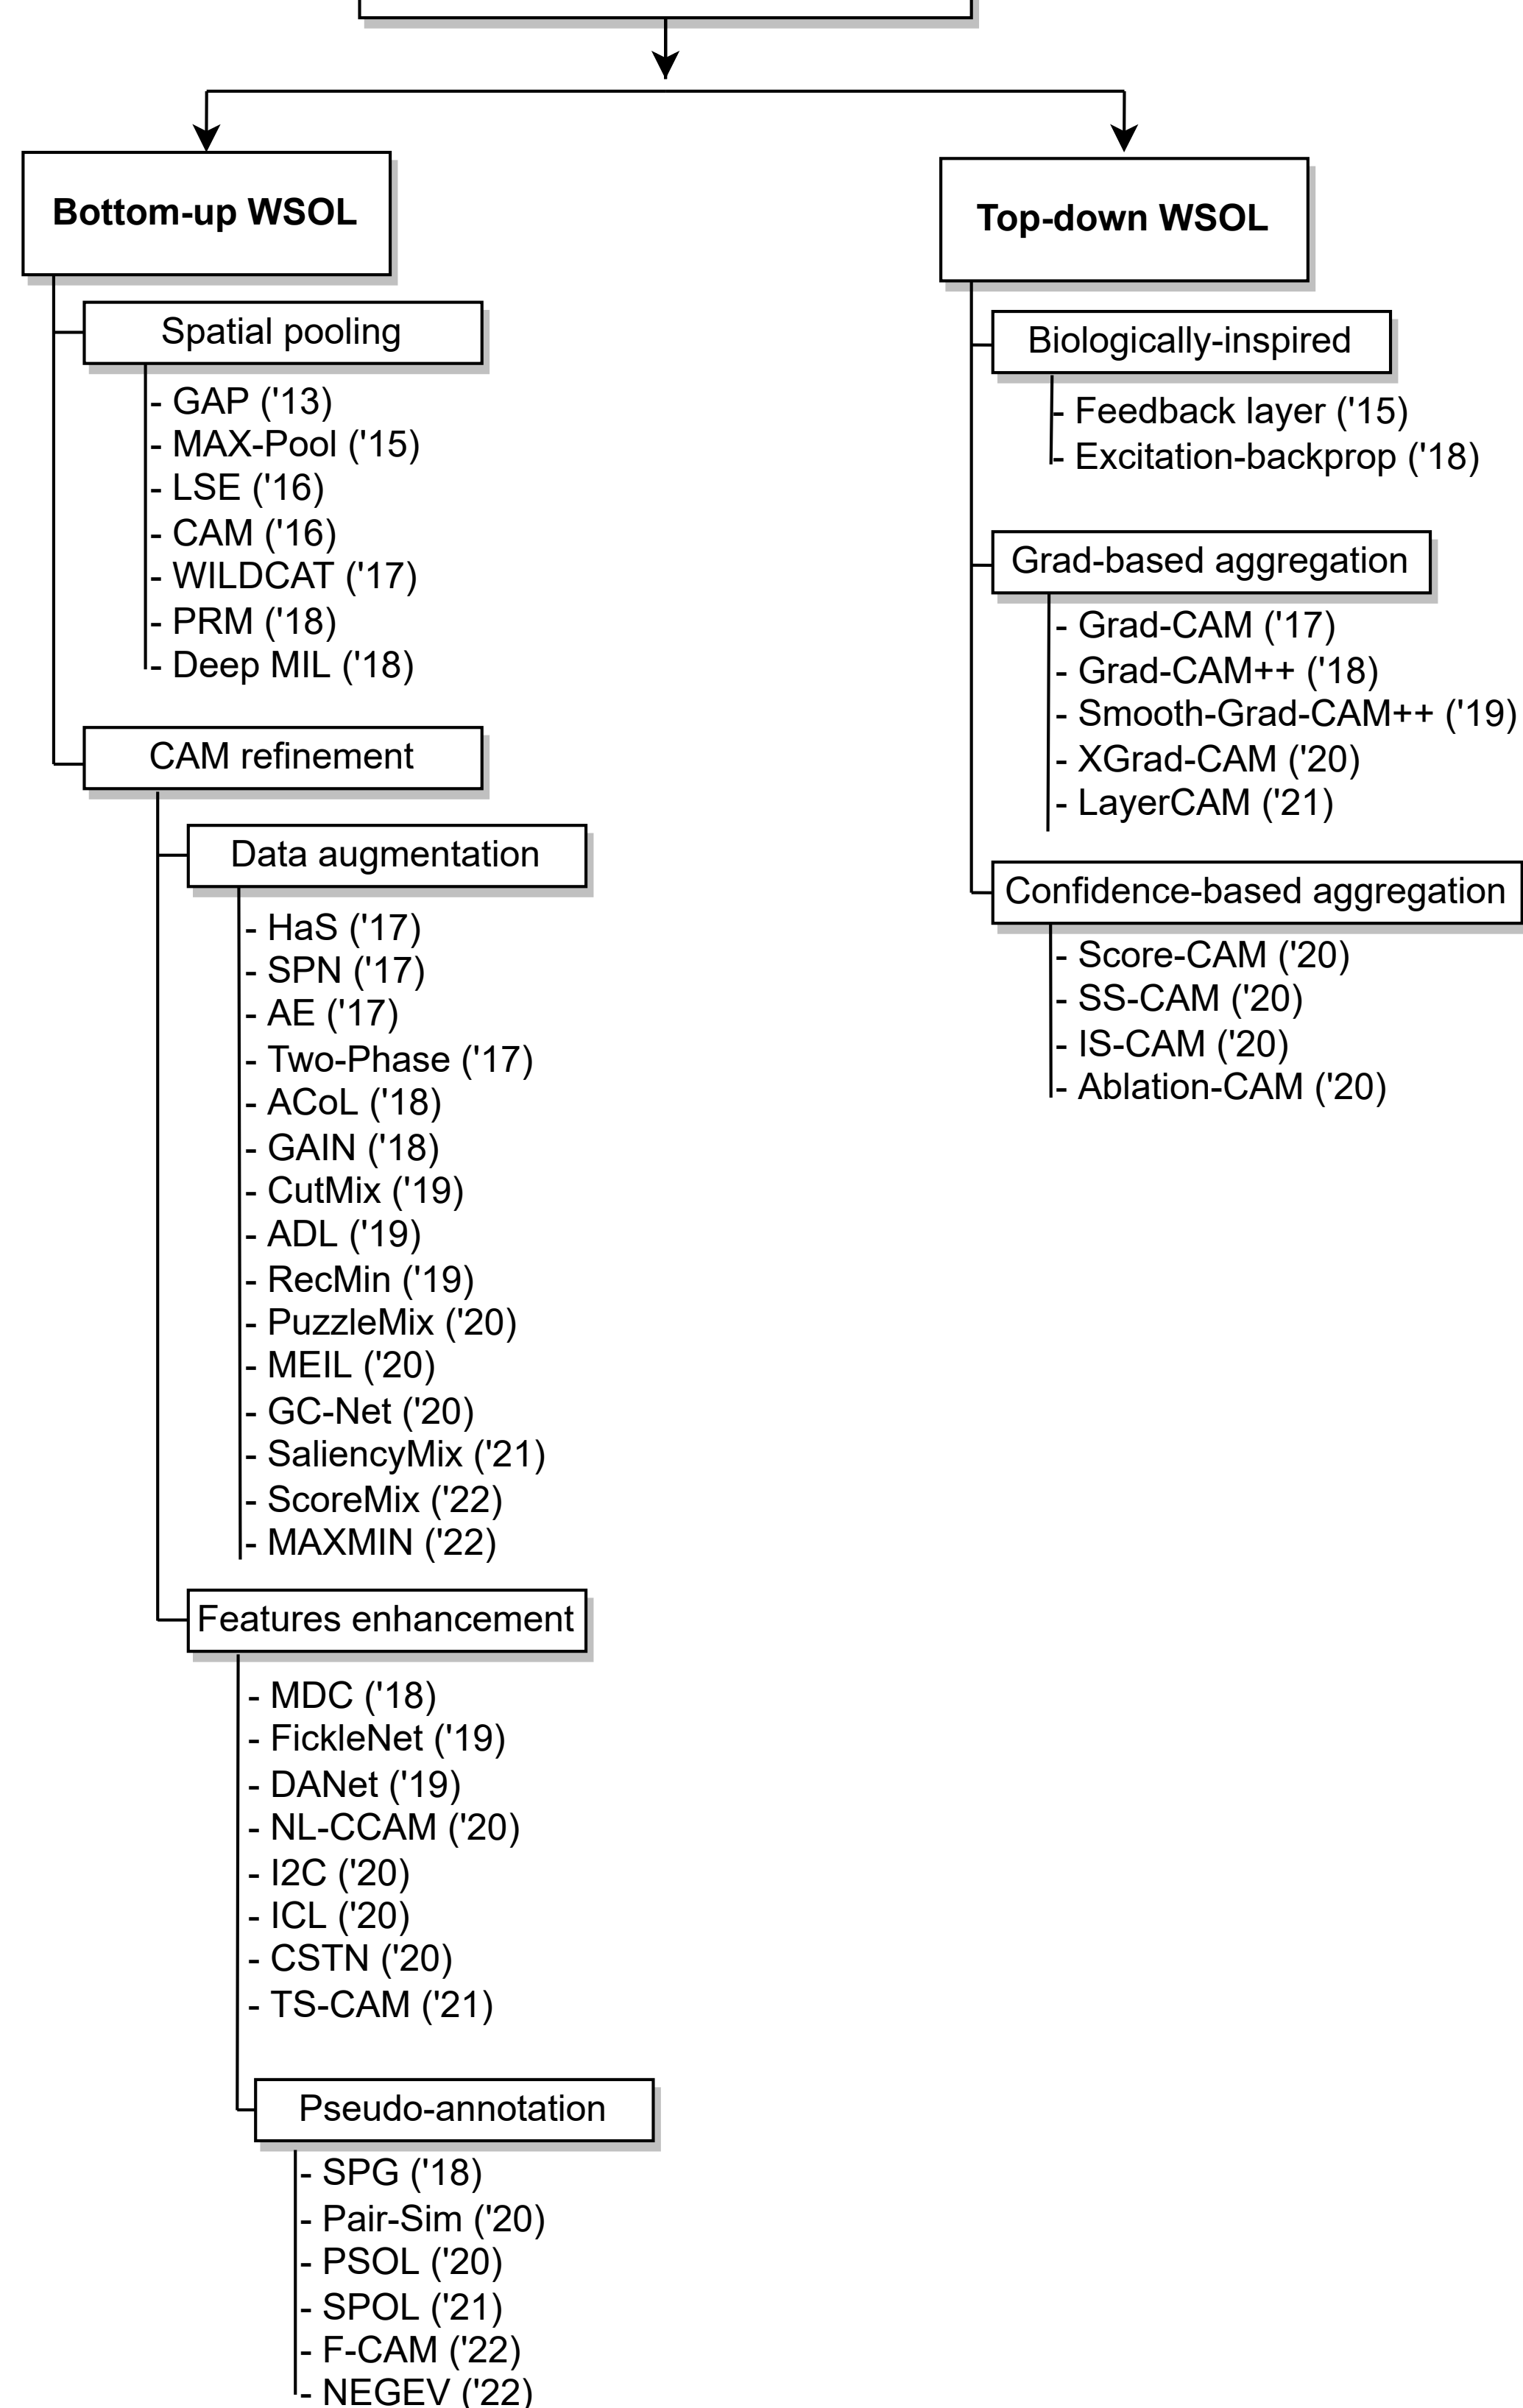 Bottom-up WSOL
Spatial pooling
- GAP ('13)
- MAX-Pool ('15)
- LSE ('16)
- CAM ('16)
- WILDCAT ('17)
- PRM ('18)
- Deep MIL ('18)
CAM refinement
Data augmentation
- HaS ('17)
- SPN ('17)
- AE ('17)
- Two-Phase ('17)
- ACoL ('18)
- GAIN ('18)
- CutMix ('19)
- ADL ('19)
- RecMin ('19)
- PuzzleMix ('20)
- MEIL ('20)
- GC-Net ('20)
- SaliencyMix ('21)
- ScoreMix ('22)
- MAXMIN ('22)
Features enhancement
- MDC ('18)
- FickleNet ('19)
- DANet ('19)
- NL-CCAM ('20)
- I2C ('20)
- ICL ('20)
- CSTN ('20)
- TS-CAM ('21)
Pseudo-annotation
- SPG ('18)
- Pair-Sim ('20)
- PSOL ('20)
- SPOL ('21)
- F-CAM ('22)
- NEGEV ('22)
Top-down WSOL
Biologically-inspired
- Feedback layer ('15)
- Excitation-backprop ('18)
Grad-based aggregation
- Grad-CAM ('17)
- Grad-CAM++ ('18)
- Smooth-Grad-CAM++ ('19)
- XGrad-CAM ('20)
- LayerCAM ('21)
Confidence-based aggregation
- Score-CAM ('20)
- SS-CAM ('20)
- IS-CAM ('20)
- Ablation-CAM ('20)